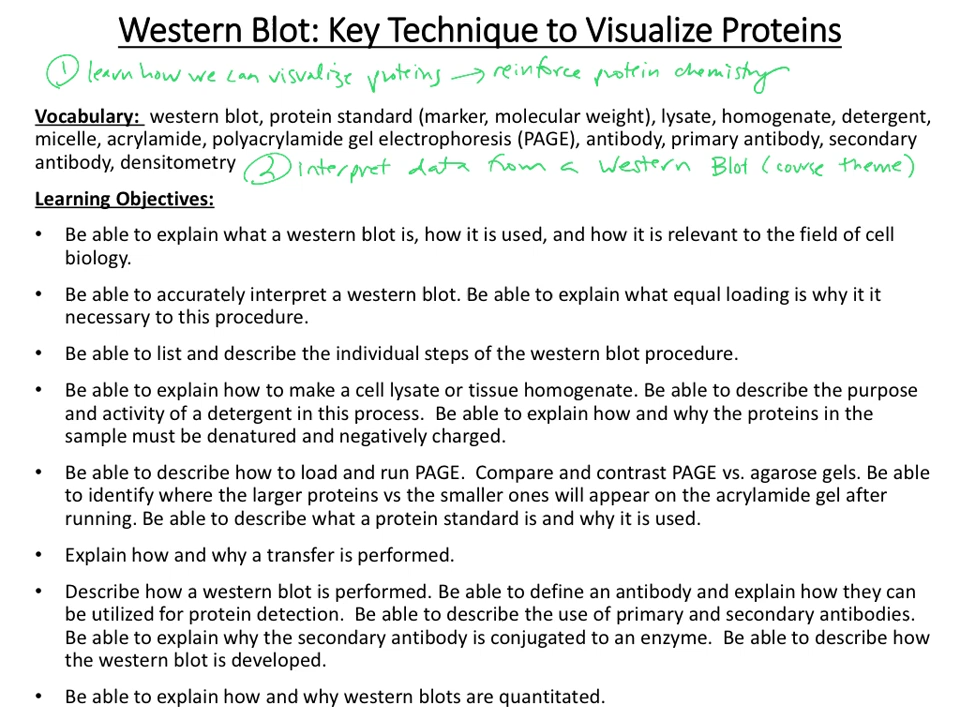 Western Blot: Key Technique to Visualize Proteins
① learn how we can visualize proteins → reinforce protein chemistry
Vocabulary: western blot, protein standard (marker, molecular weight), lysate, homogenate, detergent,
micelle, acrylamide, polyacrylamide gel electrophoresis (PAGE), antibody, primary antibody, secondary
antibody, densitometry ② interpret data from a Western Blot (course theme)
Learning Objectives:
• Be able to explain what a western blot is, how it is used, and how it is relevant to the field of cell
biology.
• Be able to accurately interpret a western blot. Be able to explain what equal loading is why it it
necessary to this procedure.
• Be able to list and describe the individual steps of the western blot procedure.
• Be able to explain how to make a cell lysate or tissue homogenate. Be able to describe the purpose
and activity of a detergent in this process. Be able to explain how and why the proteins in the
sample must be denatured and negatively charged.
• Be able to describe how to load and run PAGE. Compare and contrast PAGE vs. agarose gels. Be able
to identify where the larger proteins vs the smaller ones will appear on the acrylamide gel after
running. Be able to describe what a protein standard is and why it is used.
• Explain how and why a transfer is performed.
• Describe how a western blot is performed. Be able to define an antibody and explain how they can
be utilized for protein detection. Be able to describe the use of primary and secondary antibodies.
Be able to explain why the secondary antibody is conjugated to an enzyme. Be able to describe how
the western blot is developed.
• Be able to explain how and why western blots are quantitated.